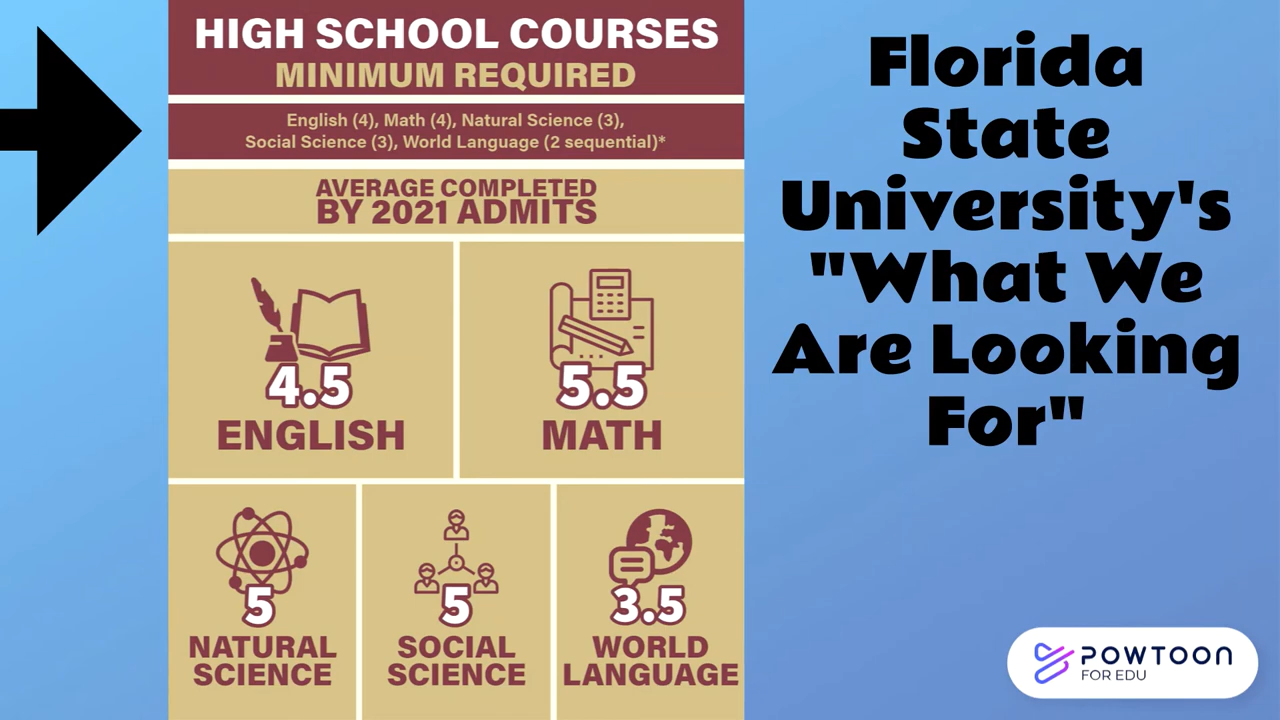 HIGH SCHOOL COURSES
MINIMUM REQUIRED
English (4), Math (4), Natural Science (3),
Social Science (3), World Language (2 sequential)*
AVERAGE COMPLETED
BY 2021 ADMITS
4.5
ENGLISH
5.5
MATH
5
NATURAL
SCIENCE
5
SOCIAL
SCIENCE
3.5
WORLD
LANGUAGE
Florida
State
University's
"What We
Are Looking
For"
POWTOON
FOR EDU